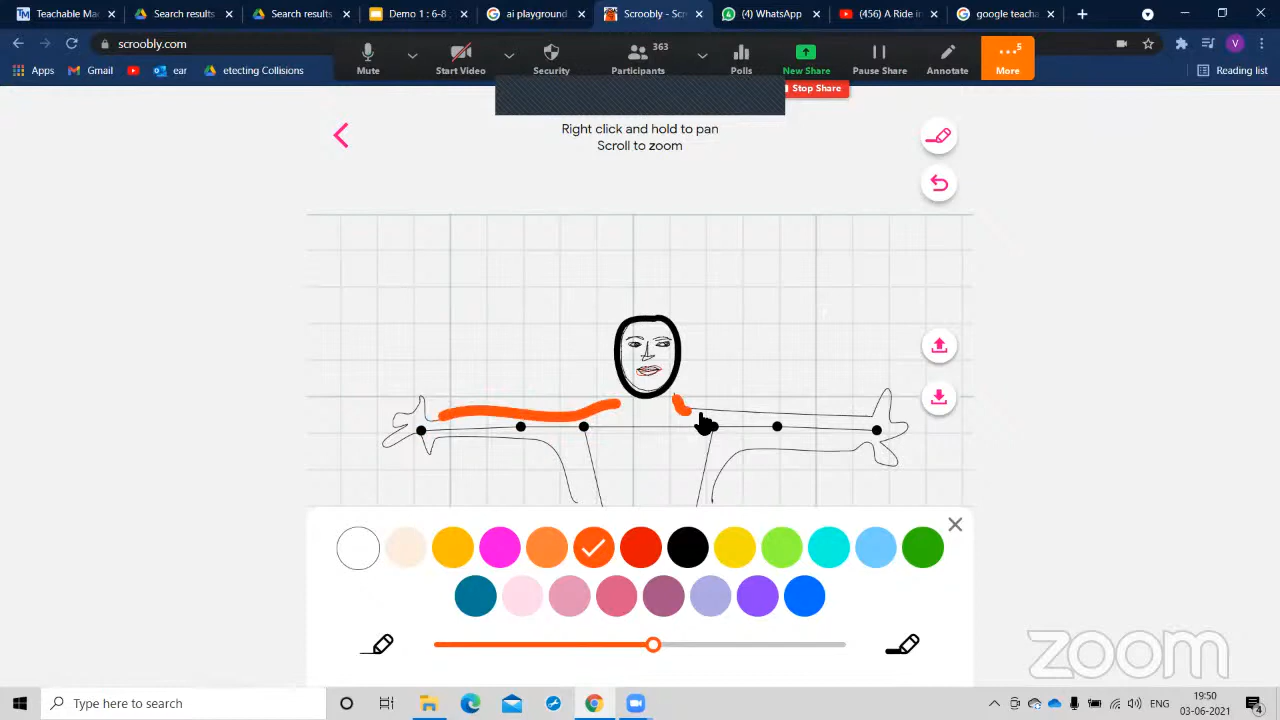 Teachable Ma
Search results
Search results
Demo 1 : 6-8
ai playground
Scroobly - Sc
(4) WhatsApp
(456) A Ride in
google teacha
scroobly.com
363
5
Mute
Start Video
Security
Participants
Polls
New Share
Pause Share
Annotate
More
Apps
Gmail
ear
etecting Collisions
Reading list
Stop Share
Right click and hold to pan
Scroll to zoom
zoom
Type here to search
ENG
19:50
03-06-2021
4